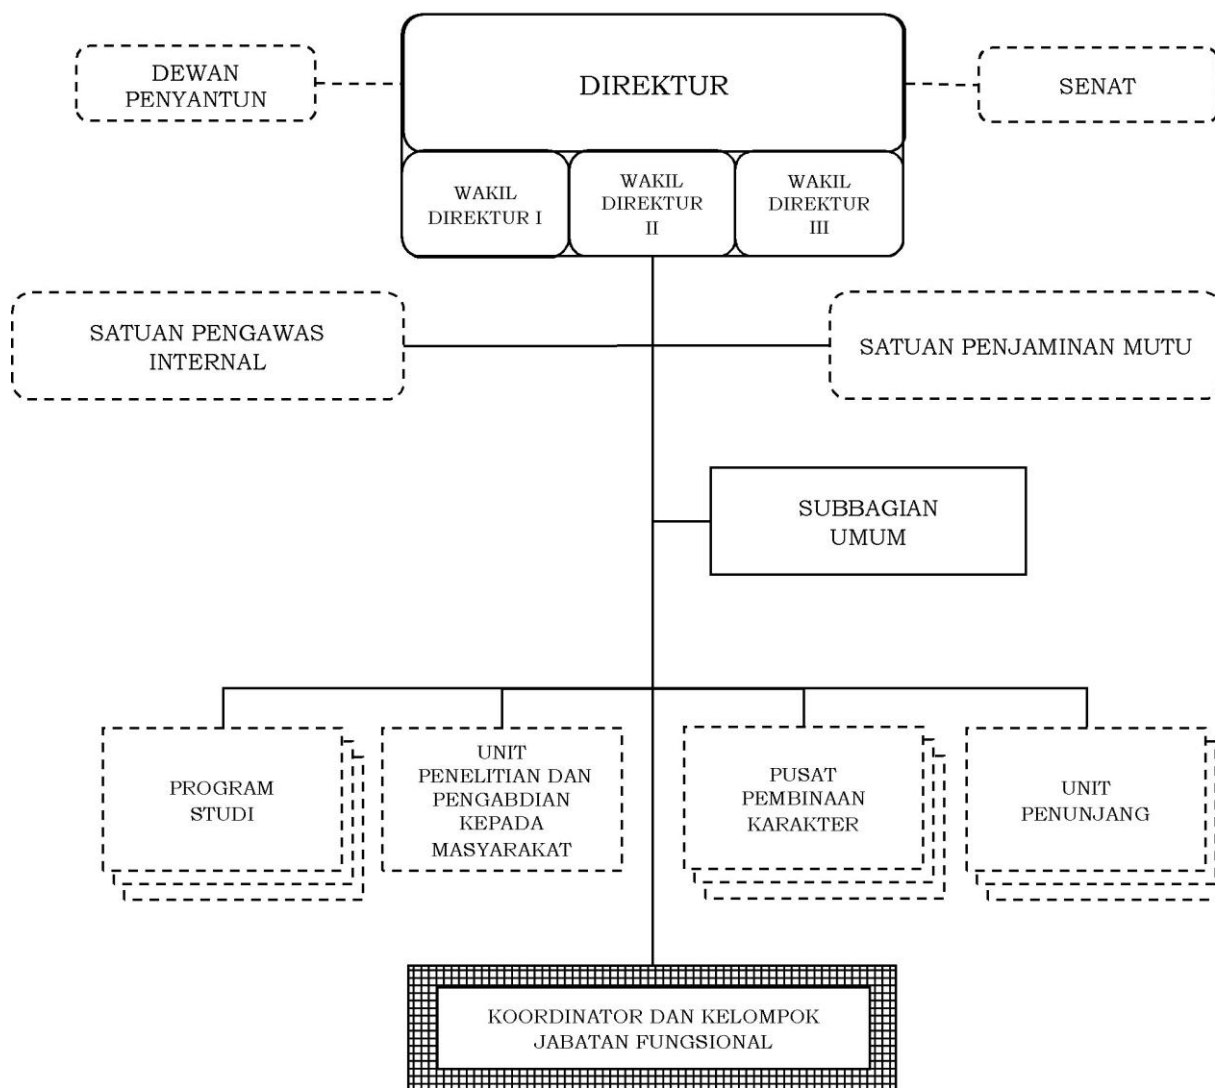 DEWAN
PENYANTUN
DIREKTUR
SENAT
WAKIL
DIREKTUR I
WAKIL
DIREKTUR
II
WAKIL
DIREKTUR
III
SATUAN PENGAWAS
INTERNAL
SATUAN PENJAMINAN MUTU
SUBBAGIAN
UMUM
PROGRAM
STUDI
UNIT
PENELITIAN DAN
PENGABDIAN
KEPADA
MASYARAKAT
PUSAT
PEMBINAAN
KARAKTER
UNIT
PENUNJANG
KOORDINATOR DAN KELOMPOK
JABATAN FUNGSIONAL